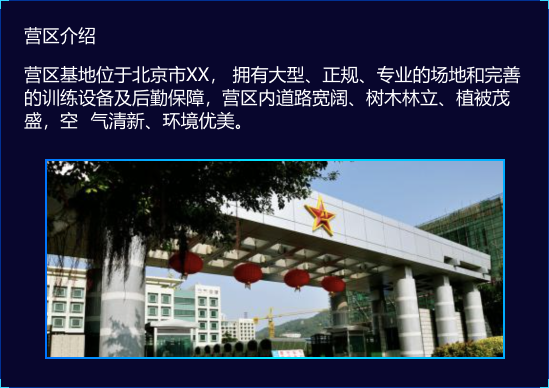 营区介绍
营区基地位于北京市XX， 拥有大型、正规、专业的场地和完善
的训练设备及后勤保障，营区内道路宽阔、树木林立、植被茂
盛，空  气清新、环境优美。